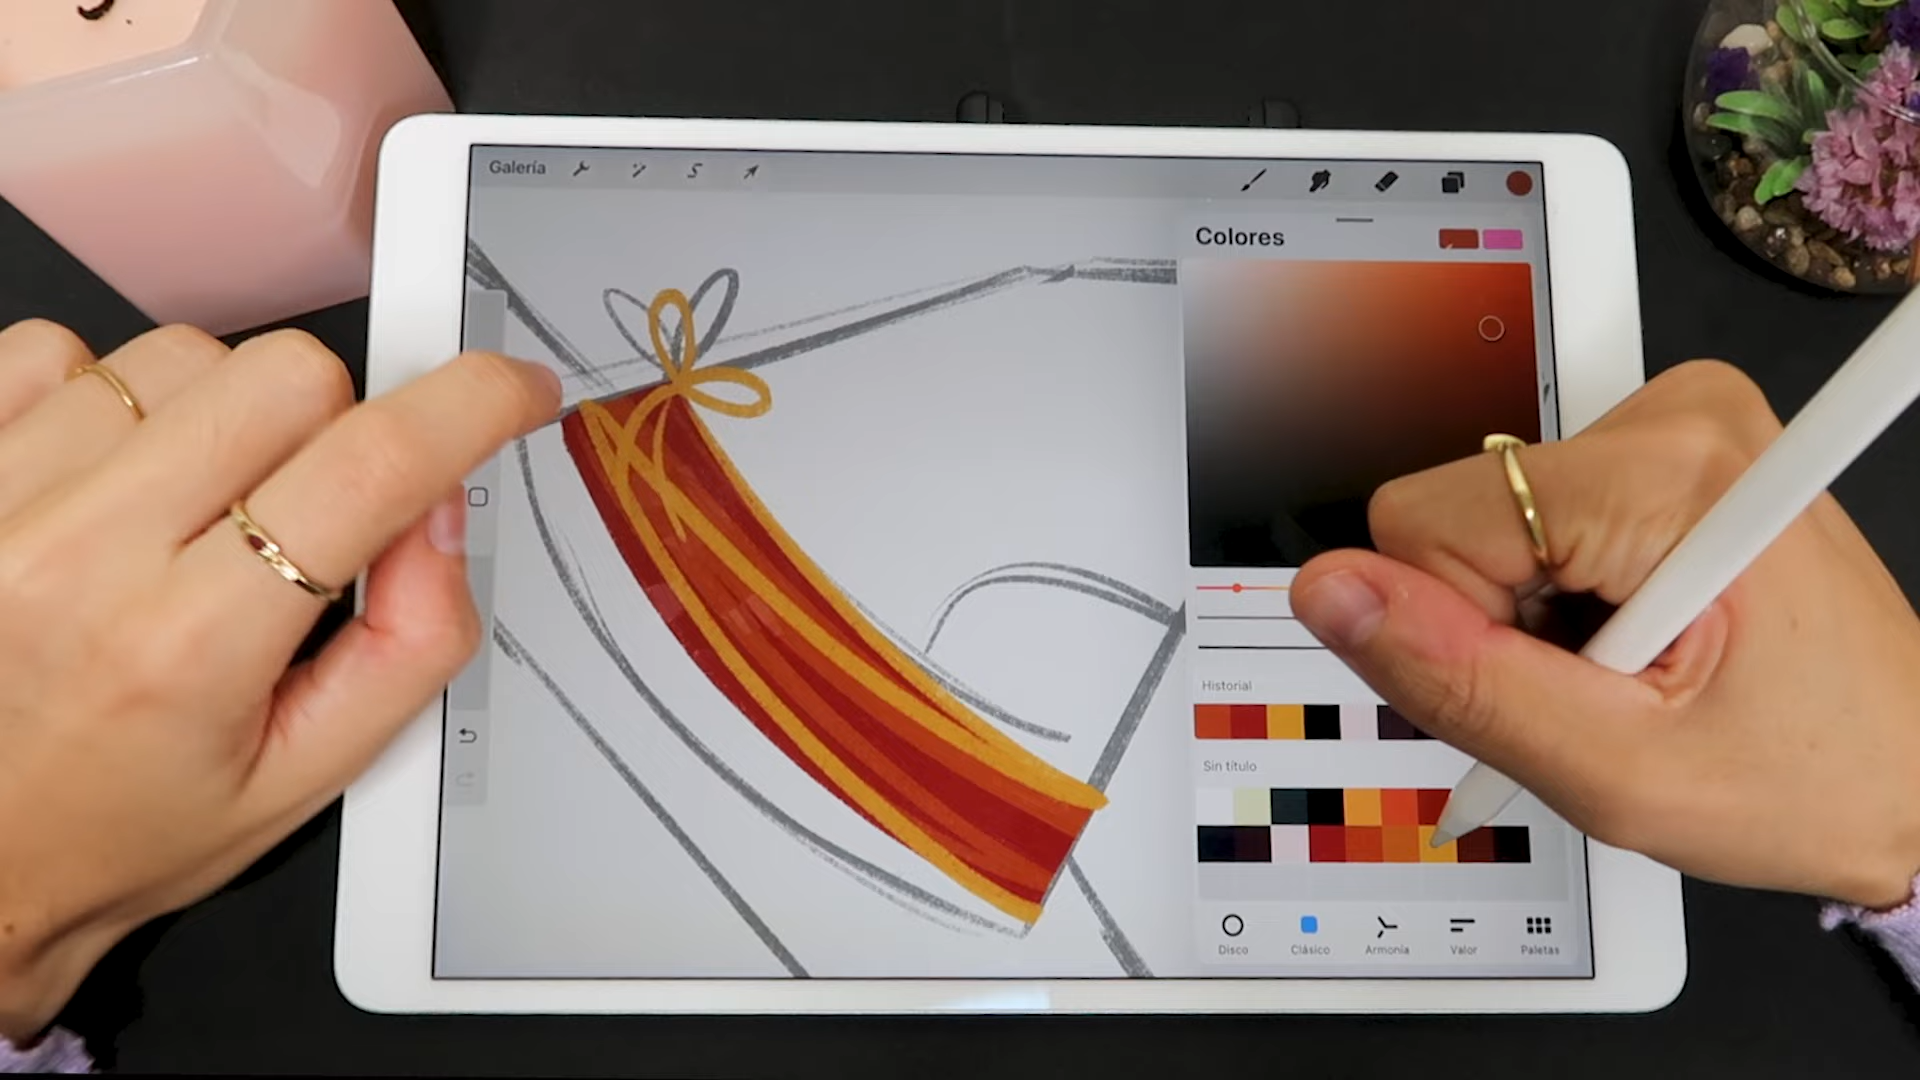 Galería
Colores
Historial
Sin título
Disco
Clásico
Armonía
Valor
Paletas